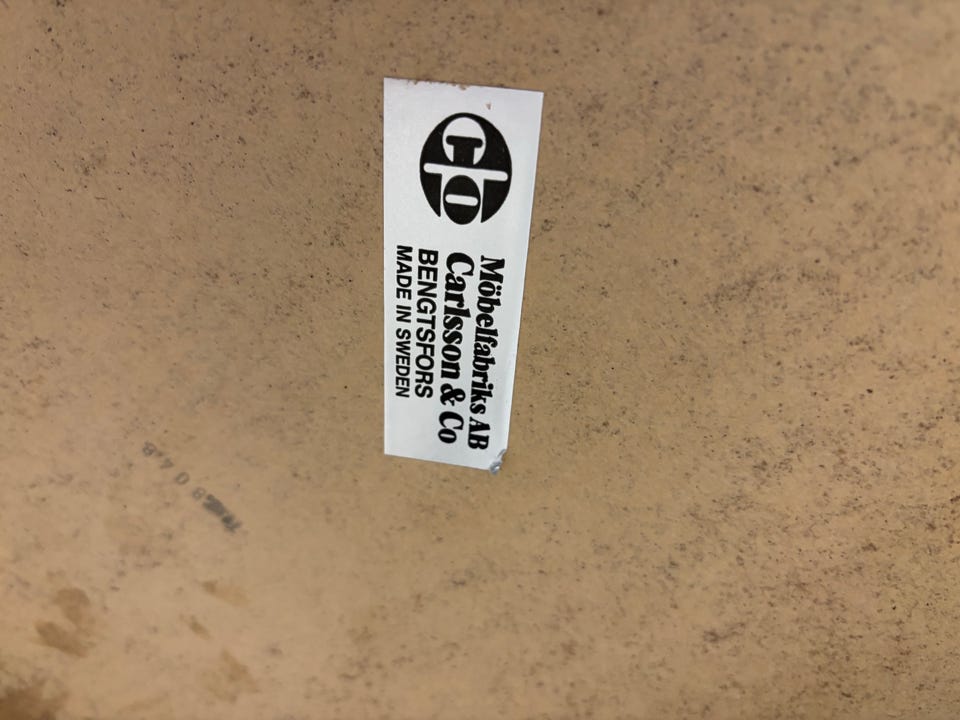 Möbelfabriks AB
Carlsson & Co
BENGTSFORS
MADE IN SWEDEN